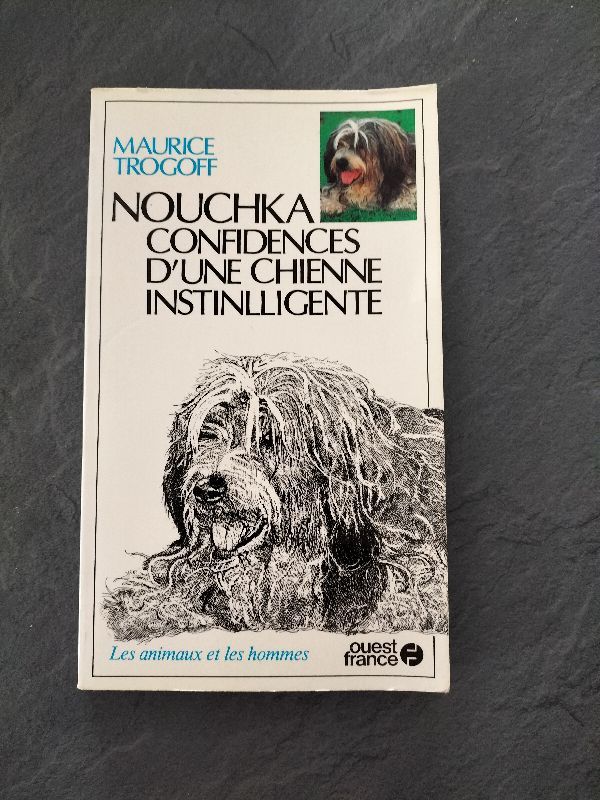 MAURICE
TROGOFF
NOUCHKA
CONFIDENCES
D'UNE CHIENNE
INSTINLLIGENTE
Les animaux et les hommes
ouest
france